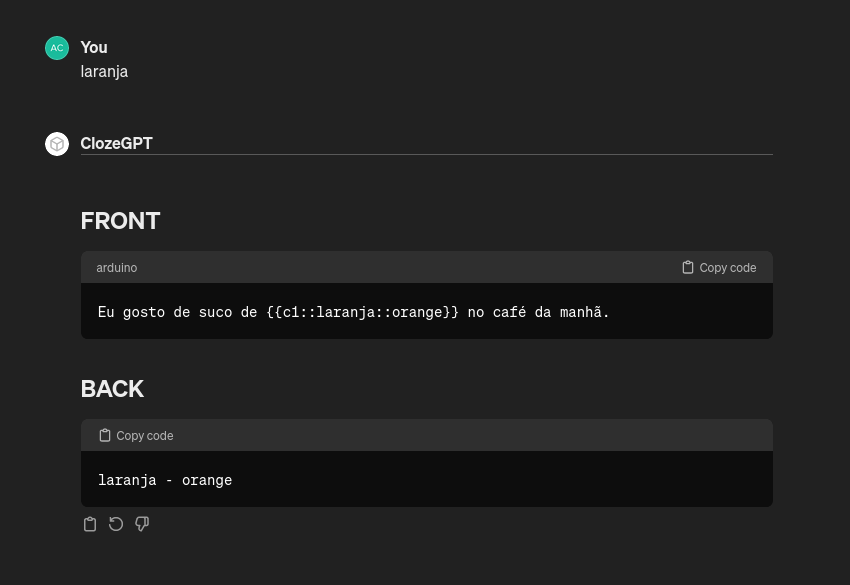 AC
You
laranja
ClozeGPT
FRONT
arduino
Copy code
Eu gosto de suco de {{c1::laranja::orange}} no café da manhã.
BACK
Copy code
laranja - orange